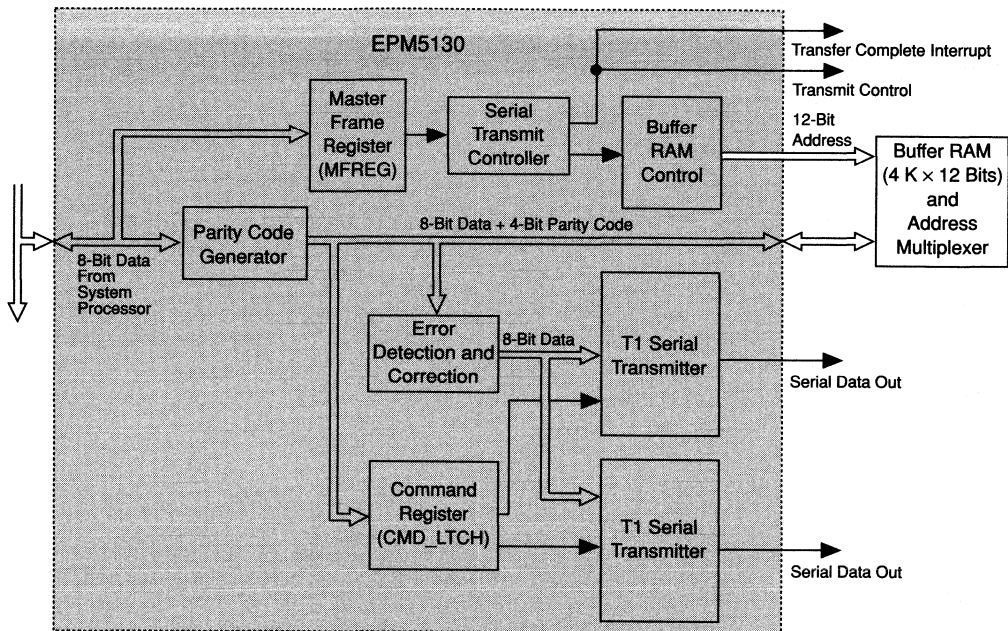 EPM5130
Transfer Complete Interrupt
Transmit Control
Master
Frame
Register
(MFREG)
Serial
Transmit
Controller
Buffer
RAM
Control
12-Bit
Address
Buffer RAM
(4 K × 12 Bits)
and
Address
Multiplexer
8-Bit Data
From
System
Processor
Parity Code
Generator
8-Bit Data + 4-Bit Parity Code
Error
Detection and
Correction
8-Bit Data
T1 Serial
Transmitter
Serial Data Out
Command
Register
(CMD_LTCH)
T1 Serial
Transmitter
Serial Data Out